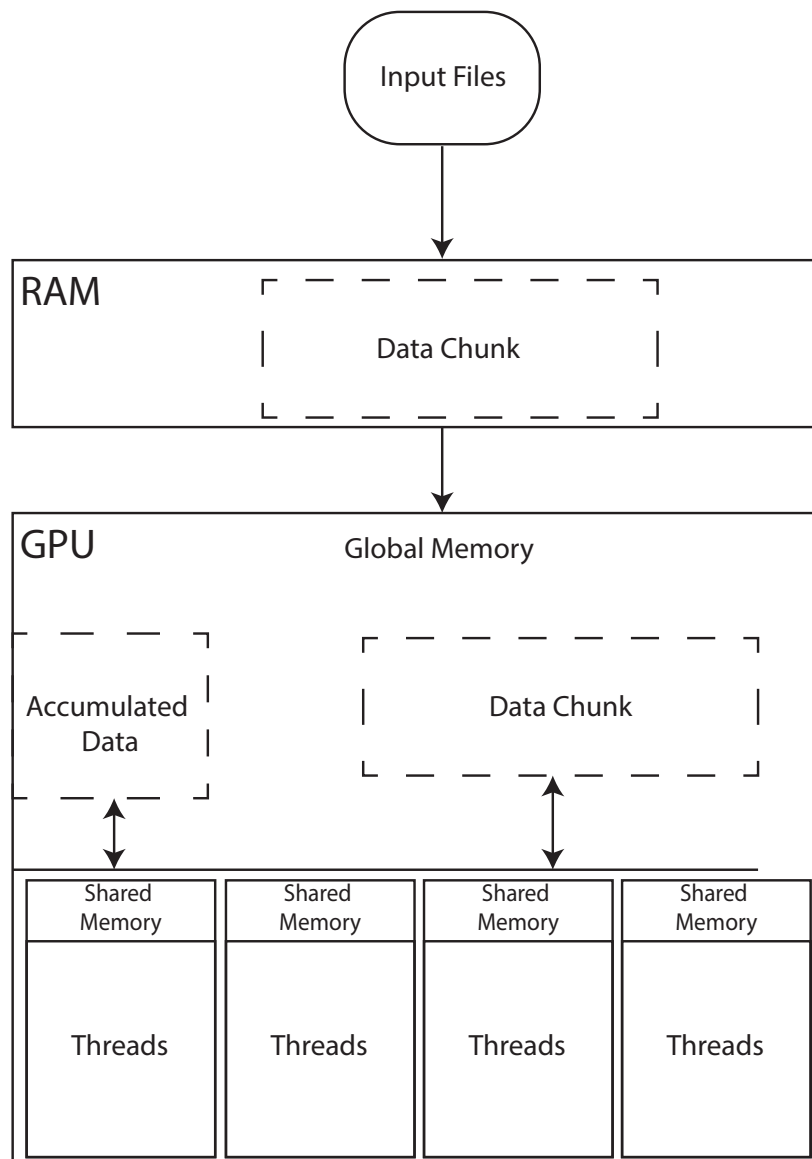 Input Files
RAM
Data Chunk
GPU
Global Memory
Accumulated
Data
Data Chunk
Shared
Memory
Shared
Memory
Shared
Memory
Shared
Memory
Threads
Threads
Threads
Threads